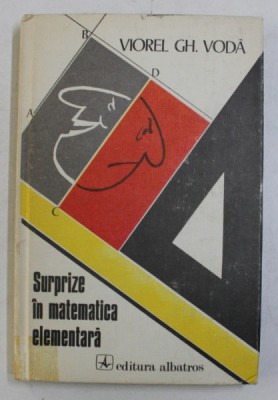 VIOREL GH. VODĂ
B
D
A
C
Surprize
în matematica
elementară
editura albatros